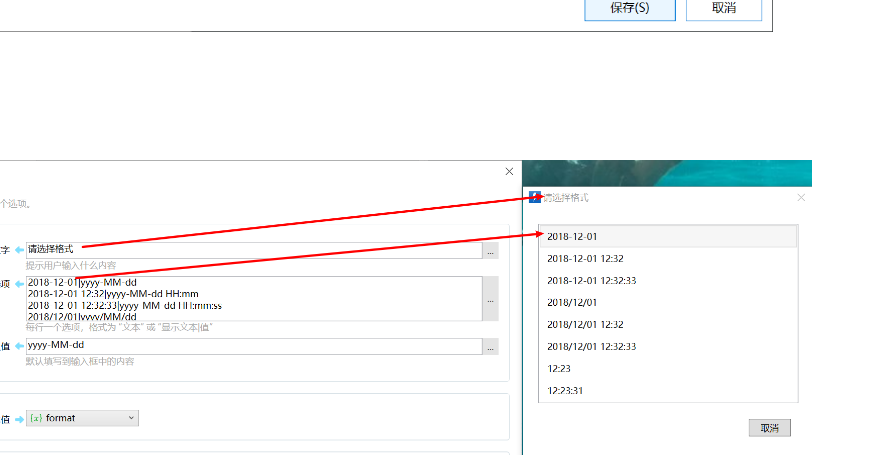 保存(S)
取消
个选项。
请选择格式
字
请选择格式
...
提示用户输入什么内容
项
2018-12-01|yyyy-MM-dd
2018-12-01 12:32|yyyy-MM-dd HH:mm
2018-12-01 12:32:33|yyyy-MM-dd HH:mm:ss
2018/12/01|yyyy/MM/dd
...
每行一个选项，格式为 "文本" 或 "显示文本|值"
值
yyyy-MM-dd
...
默认填写到输入框中的内容
值
{x} format
2018-12-01
2018-12-01 12:32
2018-12-01 12:32:33
2018/12/01
2018/12/01 12:32
2018/12/01 12:32:33
12:23
12:23:31
取消